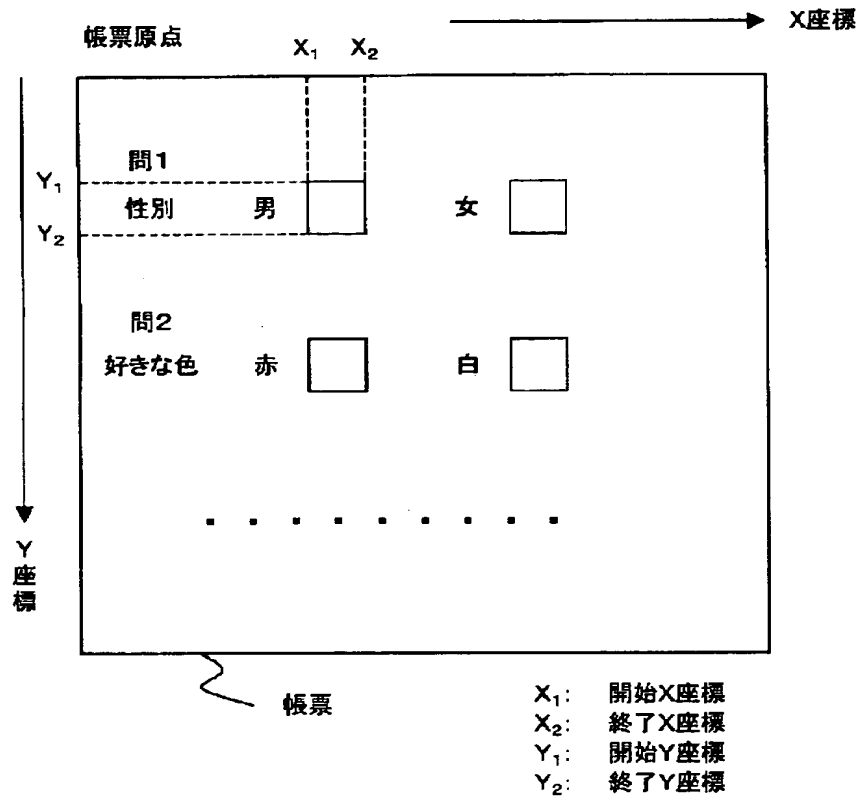 X座標
帳票原点
X₁ X₂
問1
Y₁
性別 男 女
Y₂
問2
好きな色 赤 白
Y座標
帳票
X₁: 開始X座標
X₂: 終了X座標
Y₁: 開始Y座標
Y₂: 終了Y座標